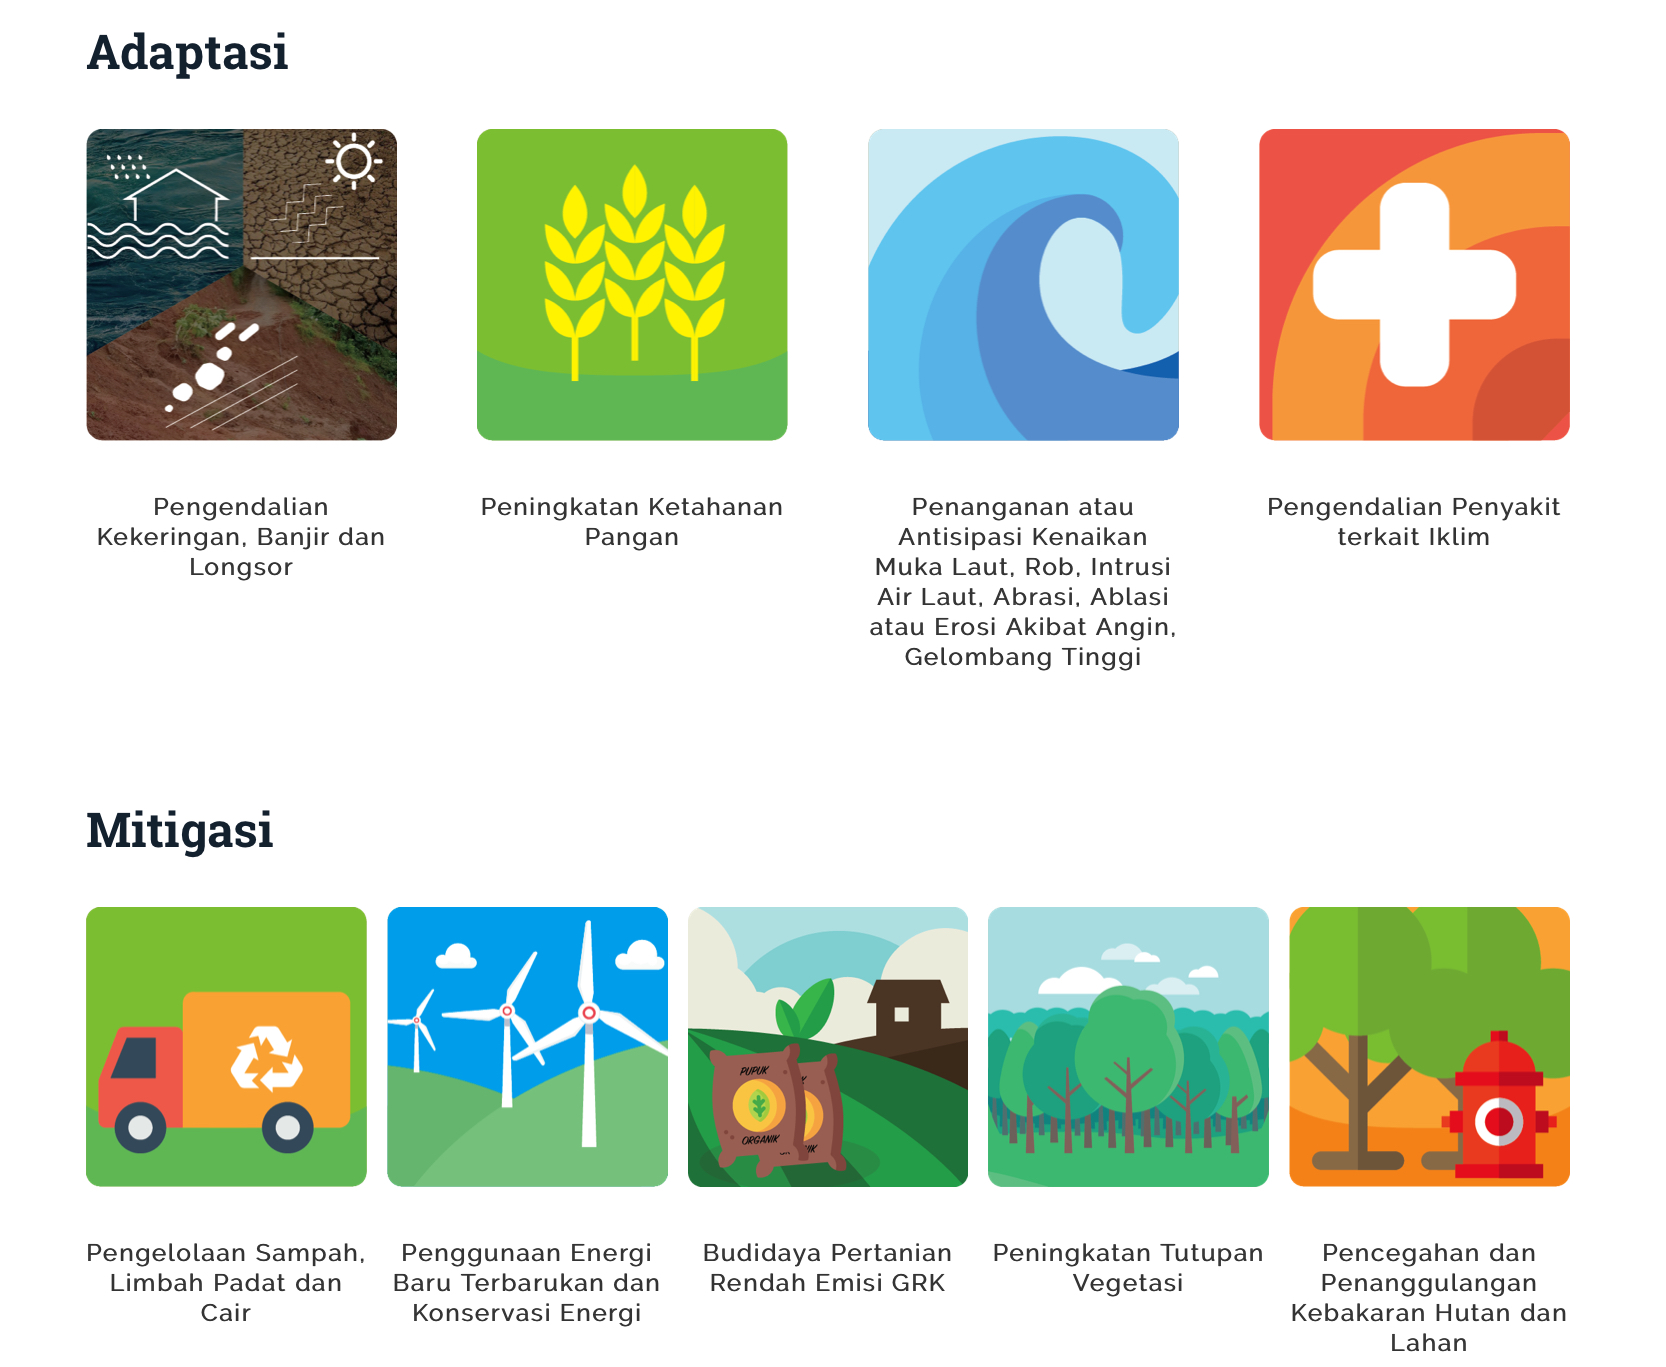 Adaptasi
Pengendalian
Kekeringan, Banjir dan
Longsor
Peningkatan Ketahanan
Pangan
Penanganan atau
Antisipasi Kenaikan
Muka Laut, Rob, Intrusi
Air Laut, Abrasi, Ablasi
atau Erosi Akibat Angin,
Gelombang Tinggi
Pengendalian Penyakit
terkait Iklim
Mitigasi
PUPUK
ORGANIK
Pengelolaan Sampah,
Limbah Padat dan
Cair
Penggunaan Energi
Baru Terbarukan dan
Konservasi Energi
Budidaya Pertanian
Rendah Emisi GRK
Peningkatan Tutupan
Vegetasi
Pencegahan dan
Penanggulangan
Kebakaran Hutan dan
Lahan